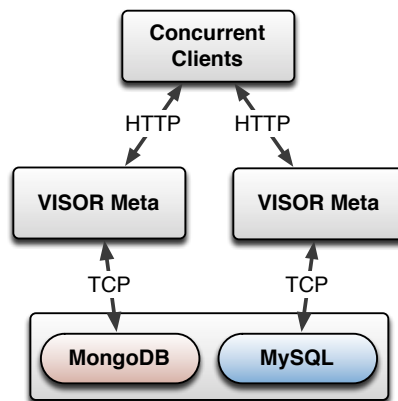 Concurrent
Clients
HTTP HTTP
VISOR Meta VISOR Meta
TCP TCP
MongoDB MySQL